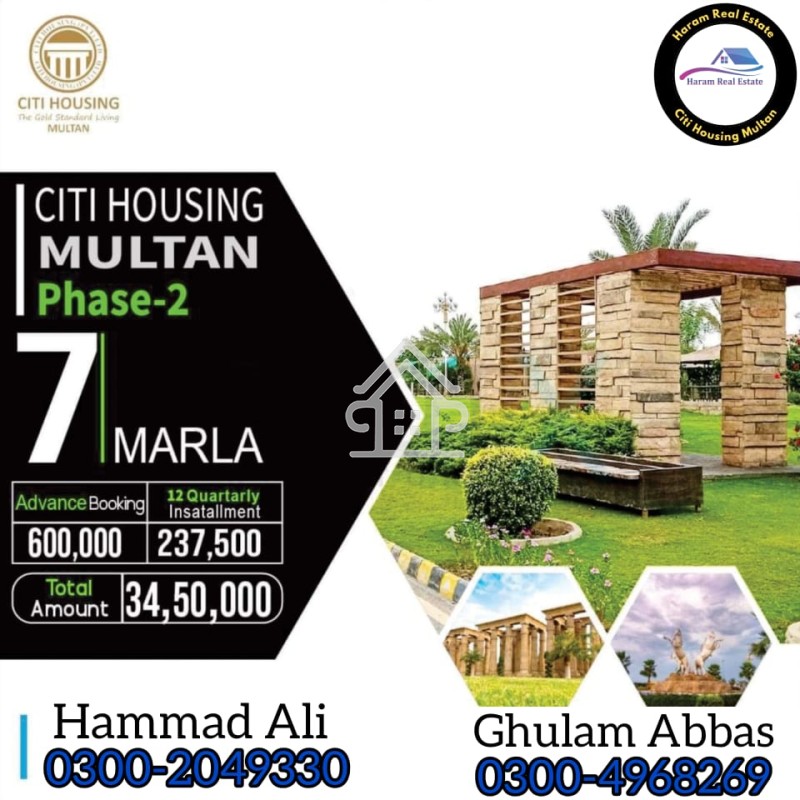 CITI HOUSING
The Gold Standard Living
MULTAN
Haram Real Estate
Haram Real Estate
Citi Housing Multan
CITI HOUSING
MULTAN
Phase-2
7 MARLA
Advance Booking
600,000
12 Quartarly
Insatallment
237,500
Total
Amount
34,50,000
Hammad Ali
0300-2049330
Ghulam Abbas
0300-4968269